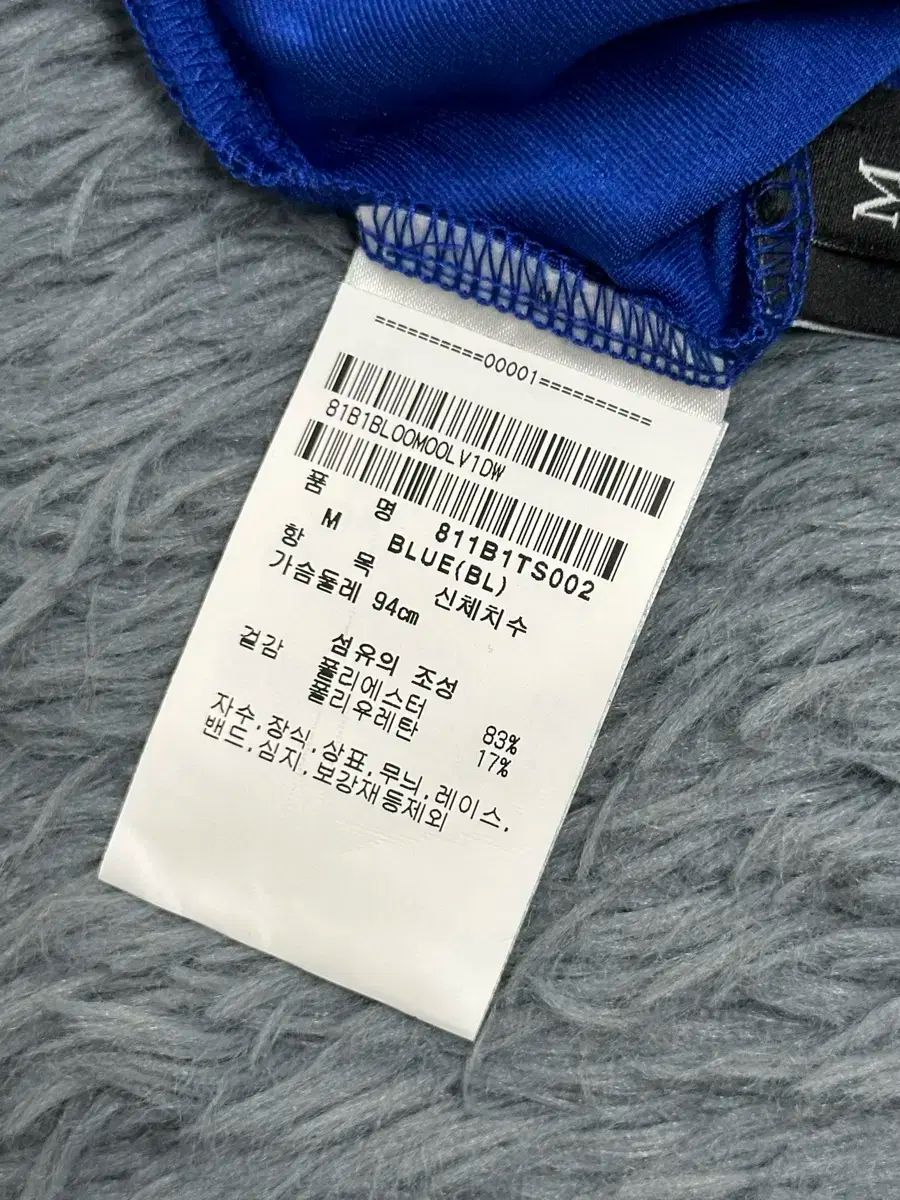 M
==========00001==========
81B1BL00M00LV1DW
품 명 811B1TS002
M BLUE(BL)
항 목 신체치수
가슴둘레 94㎝
섬유의 조성
겉감 폴리에스터 83%
폴리우레탄 17%
자수.장식.상표.무늬.레이스.
밴드.심지.보강재등제외